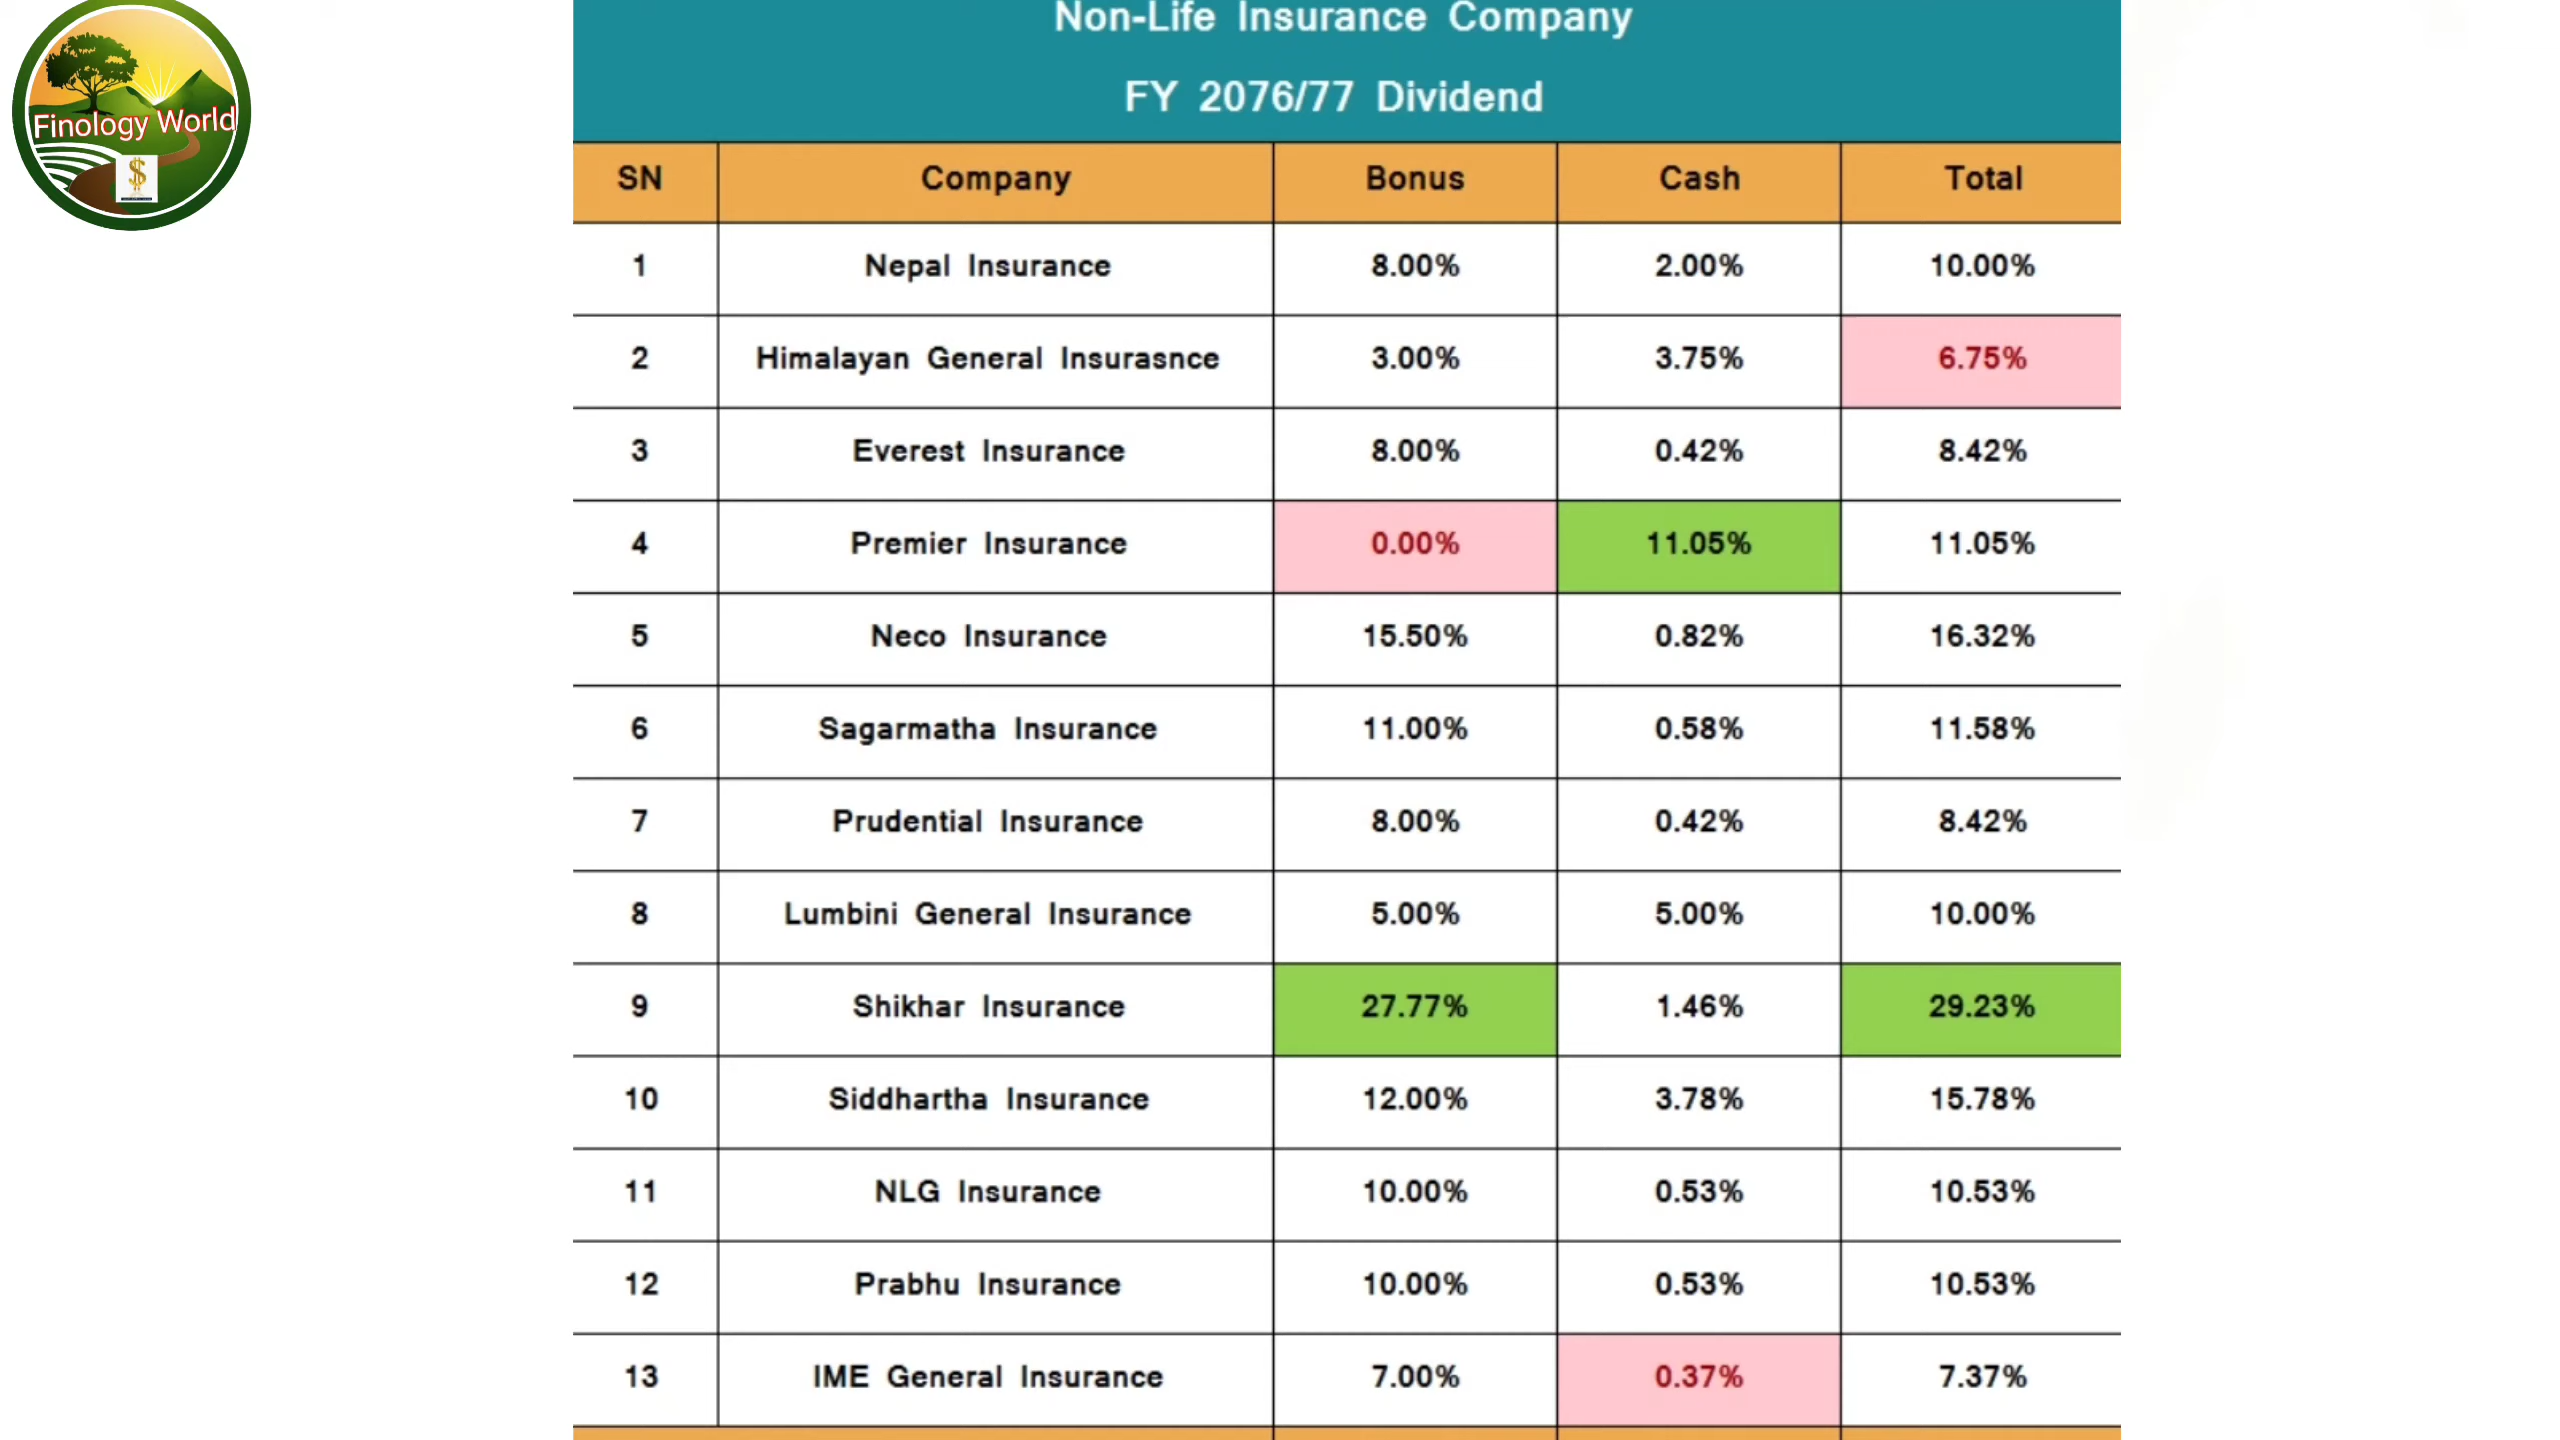 Finology World
$
Non-Life Insurance Company
FY 2076/77 Dividend
SN Company Bonus Cash Total
1 Nepal Insurance 8.00% 2.00% 10.00%
2 Himalayan General Insurasnce 3.00% 3.75% 6.75%
3 Everest Insurance 8.00% 0.42% 8.42%
4 Premier Insurance 0.00% 11.05% 11.05%
5 Neco Insurance 15.50% 0.82% 16.32%
6 Sagarmatha Insurance 11.00% 0.58% 11.58%
7 Prudential Insurance 8.00% 0.42% 8.42%
8 Lumbini General Insurance 5.00% 5.00% 10.00%
9 Shikhar Insurance 27.77% 1.46% 29.23%
10 Siddhartha Insurance 12.00% 3.78% 15.78%
11 NLG Insurance 10.00% 0.53% 10.53%
12 Prabhu Insurance 10.00% 0.53% 10.53%
13 IME General Insurance 7.00% 0.37% 7.37%